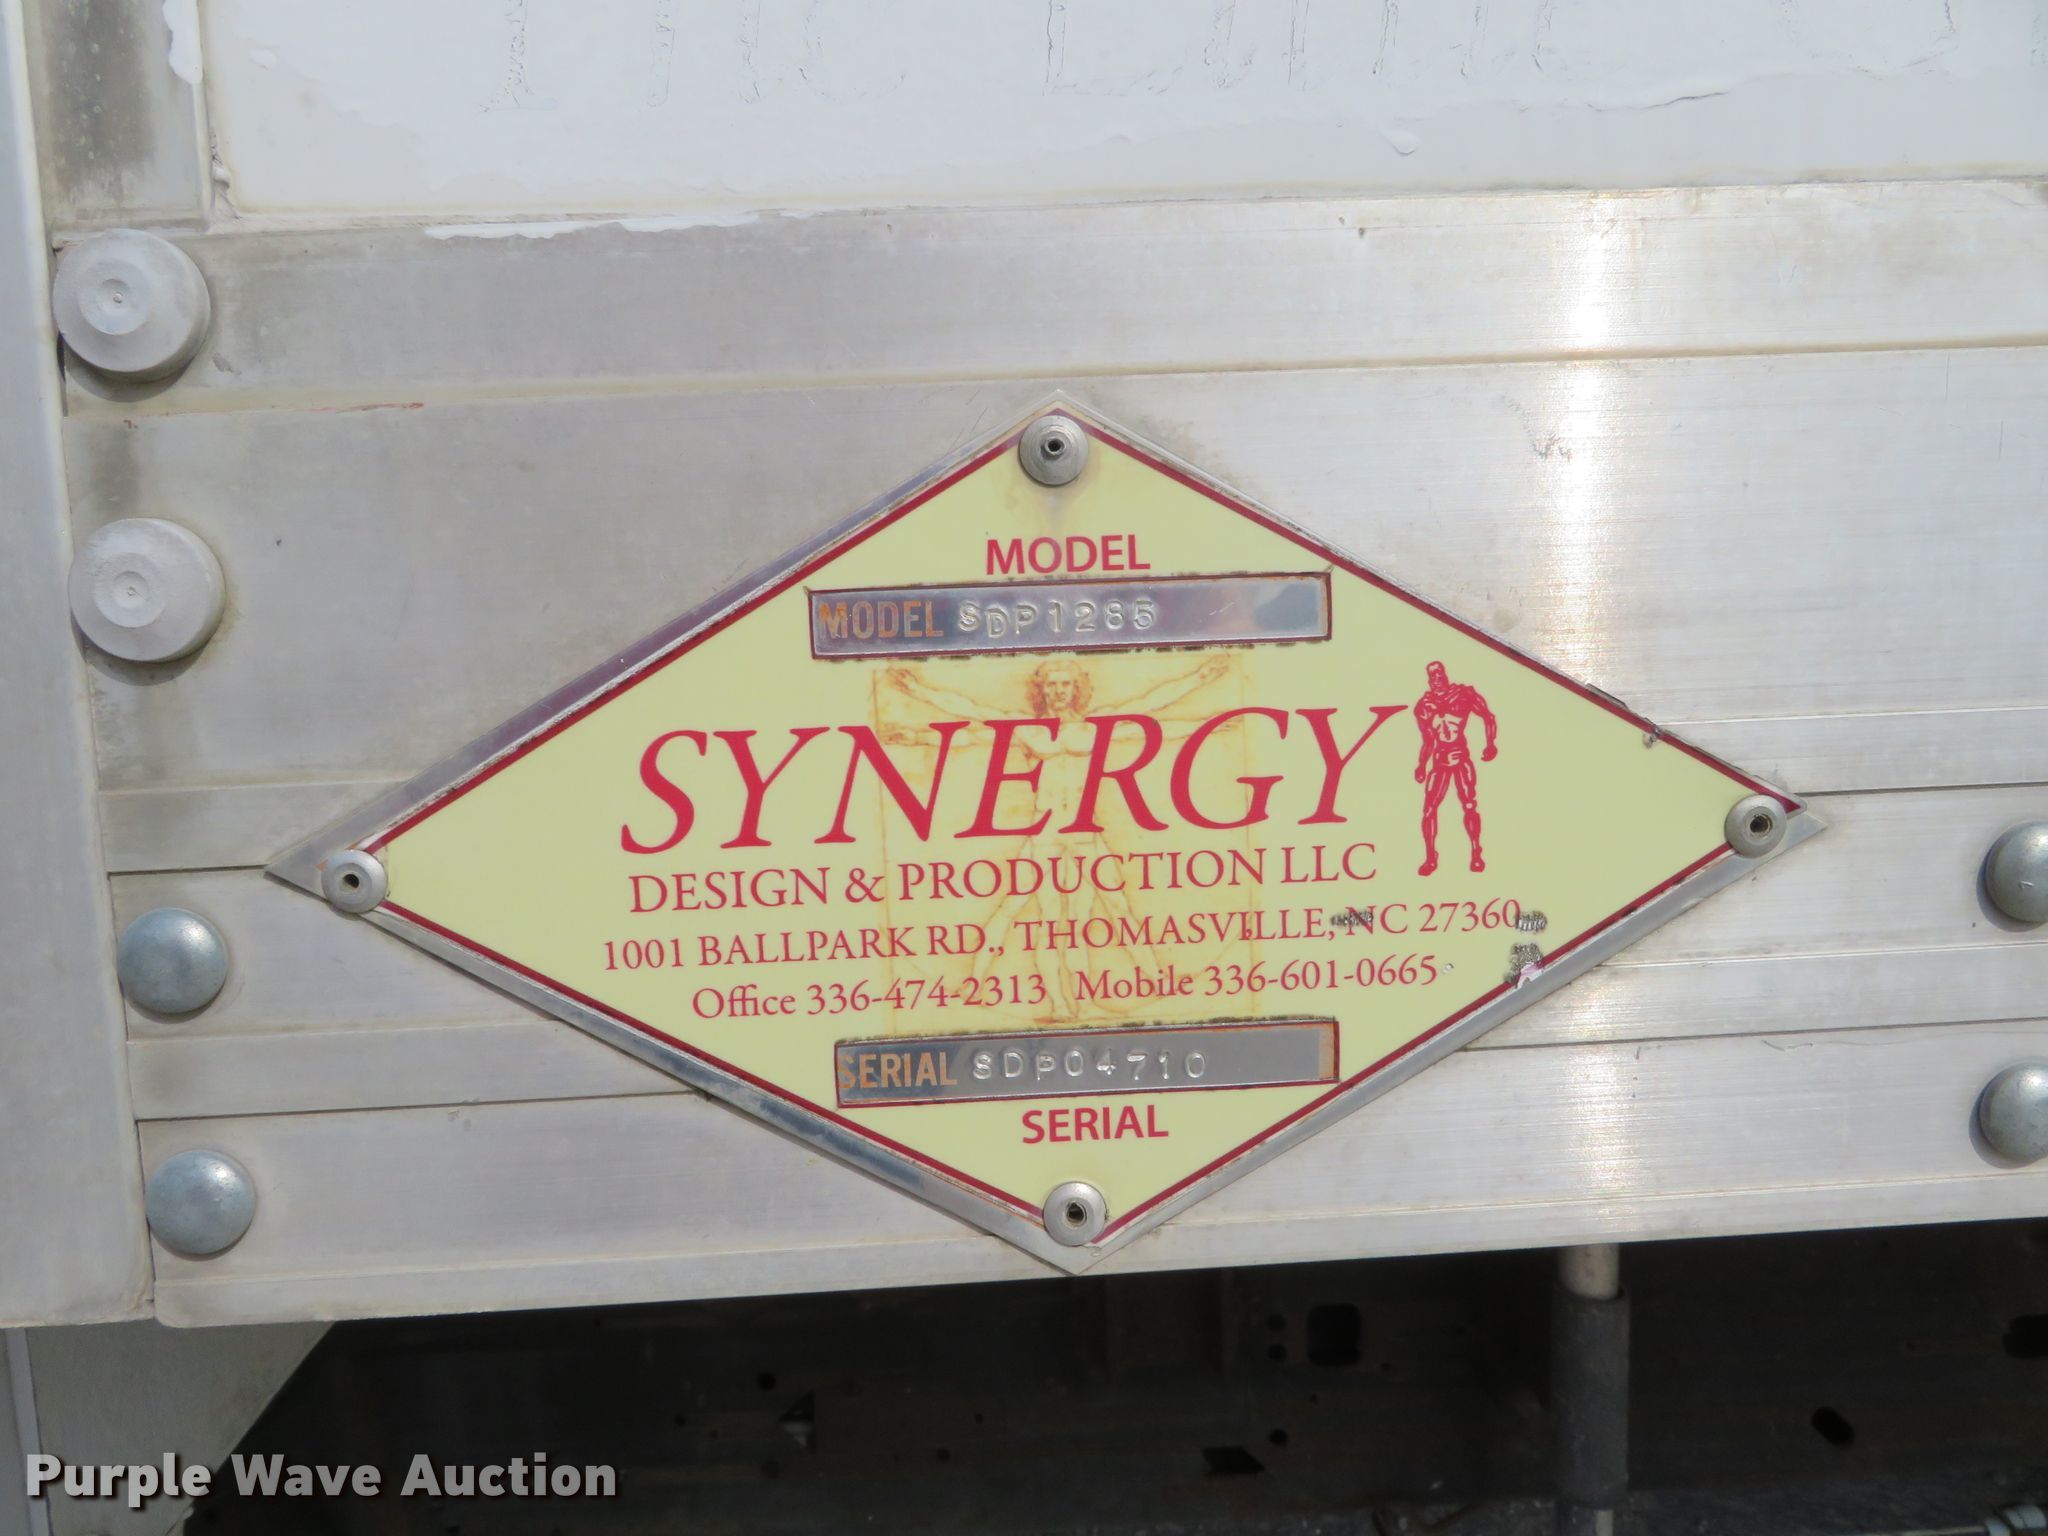 MODEL
MODEL SDP1285
SYNERGY
DESIGN & PRODUCTION LLC
1001 BALLPARK RD., THOMASVILLE, NC 27360
Office 336-474-2313 Mobile 336-601-0665
SERIAL SDP04710
SERIAL
Purple Wave Auction